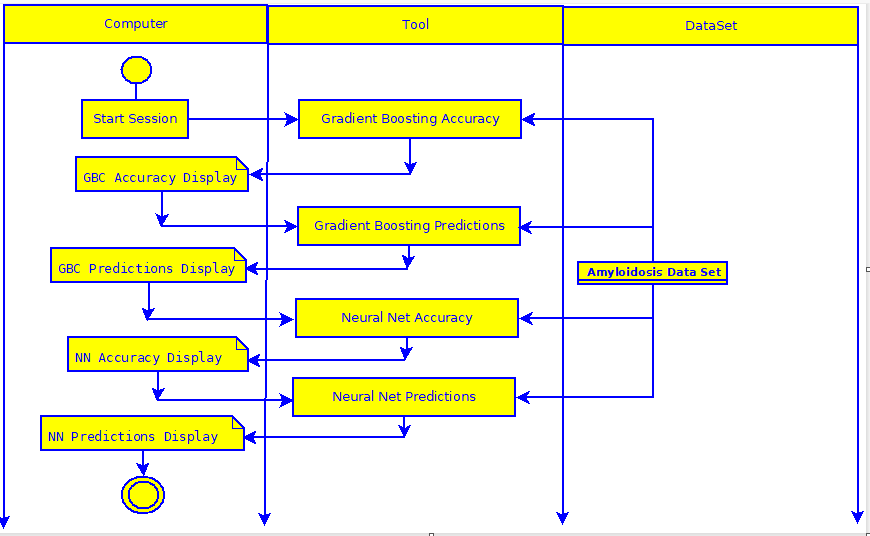 Computer
Tool
DataSet
Start Session
Gradient Boosting Accuracy
GBC Accuracy Display
Gradient Boosting Predictions
GBC Predictions Display
Amyloidosis Data Set
Neural Net Accuracy
NN Accuracy Display
Neural Net Predictions
NN Predictions Display